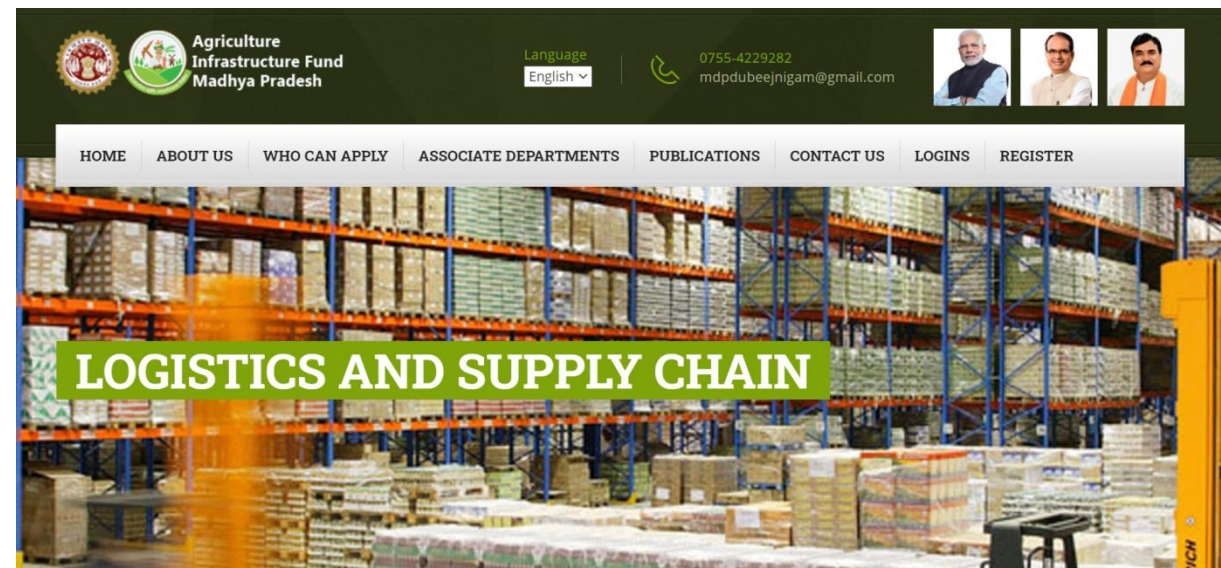 Agriculture
Infrastructure Fund
Madhya Pradesh
Language
English
0755-4229282
mdpdubeejnigam@gmail.com
HOME ABOUT US WHO CAN APPLY ASSOCIATE DEPARTMENTS PUBLICATIONS CONTACT US LOGINS REGISTER
LOGISTICS AND SUPPLY CHAIN